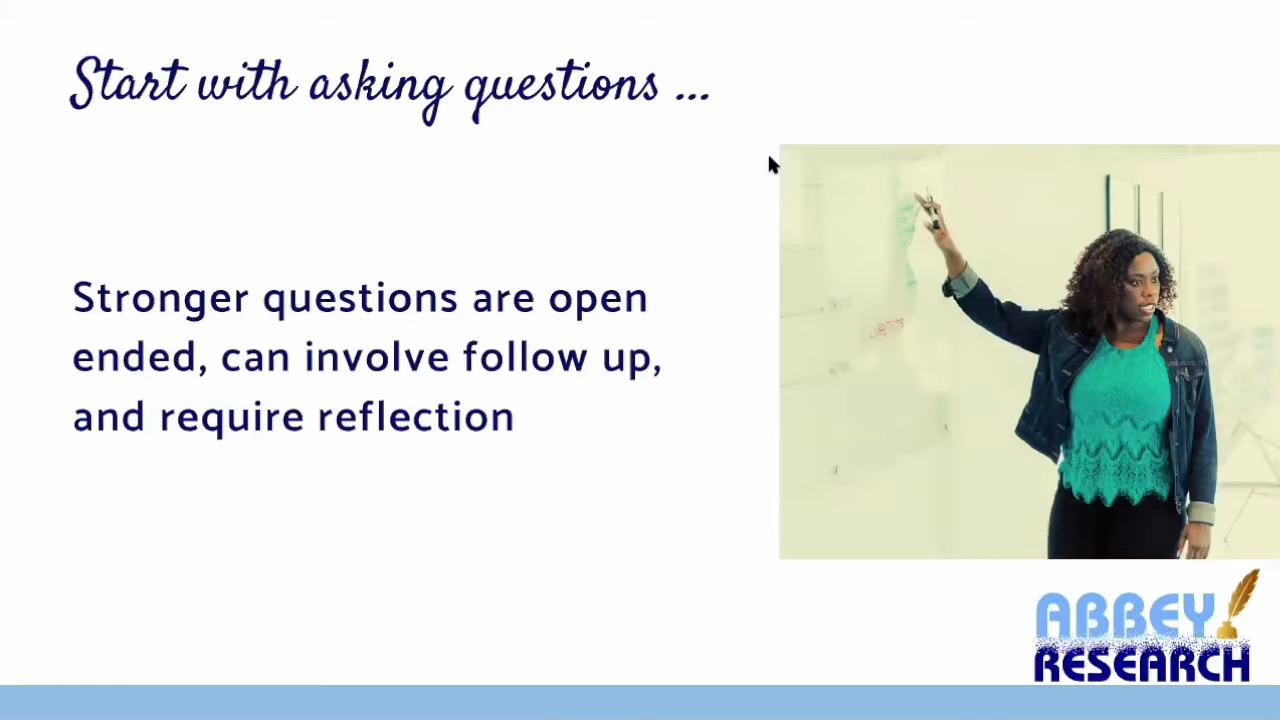 Start with asking questions ...
Stronger questions are open
ended, can involve follow up,
and require reflection
ABBEY
RESEARCH